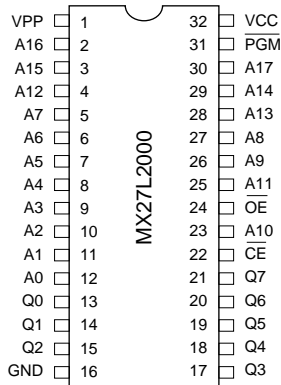 VPP 1 32 VCC
A16 2 31 PGM
A15 3 30 A17
A12 4 29 A14
A7 5 28 A13
A6 6 27 A8
A5 7 26 A9
A4 8 25 A11
A3 9 24 OE
A2 10 23 A10
A1 11 22 CE
A0 12 21 Q7
Q0 13 20 Q6
Q1 14 19 Q5
Q2 15 18 Q4
GND 16 17 Q3
MX27L2000